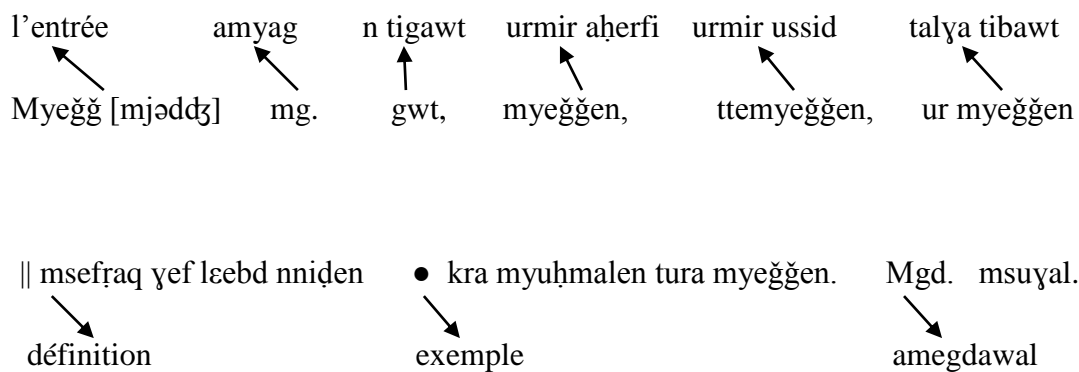 l’entrée amyag n tigawt urmir aḥerfi urmir ussid talɣa tibawt
Myeǧǧ [mjəddʒ] mg. gwt, myeǧǧen, ttemyeǧǧen, ur myeǧǧen
|| msefṛaq ɣef lɛebd nniḍen ● kra myuḥmalen tura myeǧǧen. Mgd. msuɣal.
définition exemple amegdawal